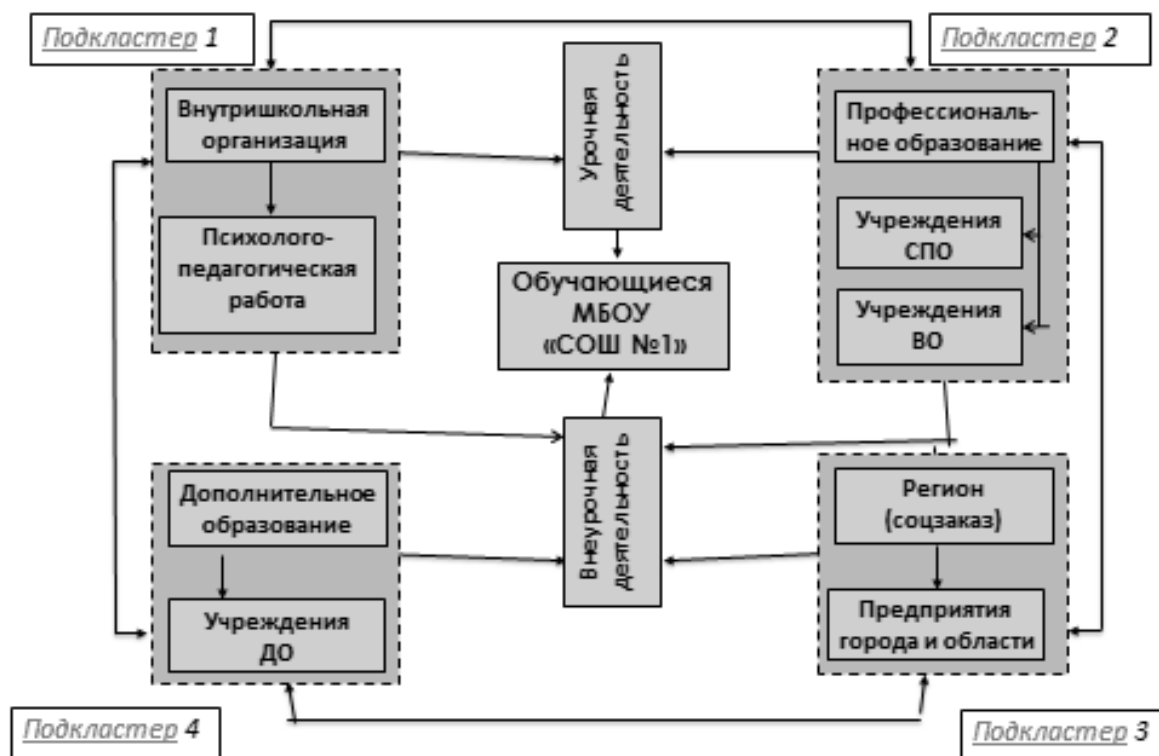 Подкластер 1
Подкластер 2
Внутришкольная
организация
Психолого-
педагогическая
работа
Урочная
деятельность
Профессиональ-
ное образование
Учреждения
СПО
Учреждения
ВО
Обучающиеся
МБОУ
«СОШ №1»
Внеурочная
деятельность
Дополнительное
образование
Учреждения
ДО
Регион
(соцзаказ)
Предприятия
города и области
Подкластер 4
Подкластер 3